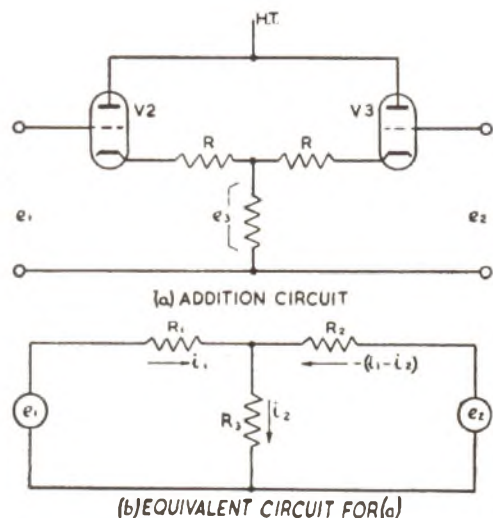 H.T.
V2
V3
R
R
e₃
e₁
e₂
(a) ADDITION CIRCUIT
R₁
R₂
i₁
-(i₁-i₂)
e₁
R₃
i₂
e₂
(b) EQUIVALENT CIRCUIT FOR (a)